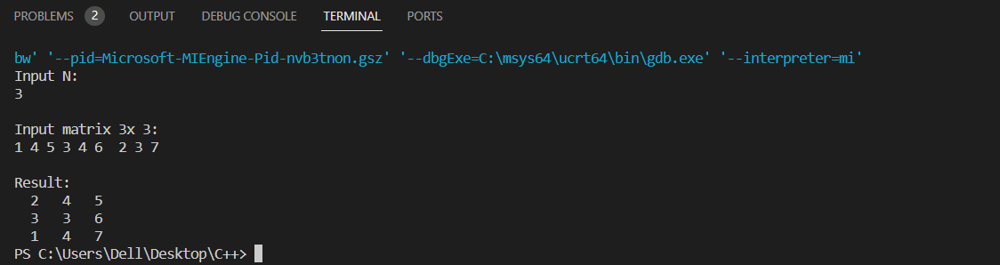 PROBLEMS 2 OUTPUT DEBUG CONSOLE TERMINAL PORTS
bw' '--pid=Microsoft-MIEngine-Pid-nvb3tnon.gsz' '--dbgExe=C:\msys64\ucrt64\bin\gdb.exe' '--interpreter=mi'
Input N:
3
Input matrix 3x 3:
1 4 5 3 4 6  2 3 7
Result:
  2   4   5
  3   3   6
  1   4   7
PS C:\Users\Dell\Desktop\C++>